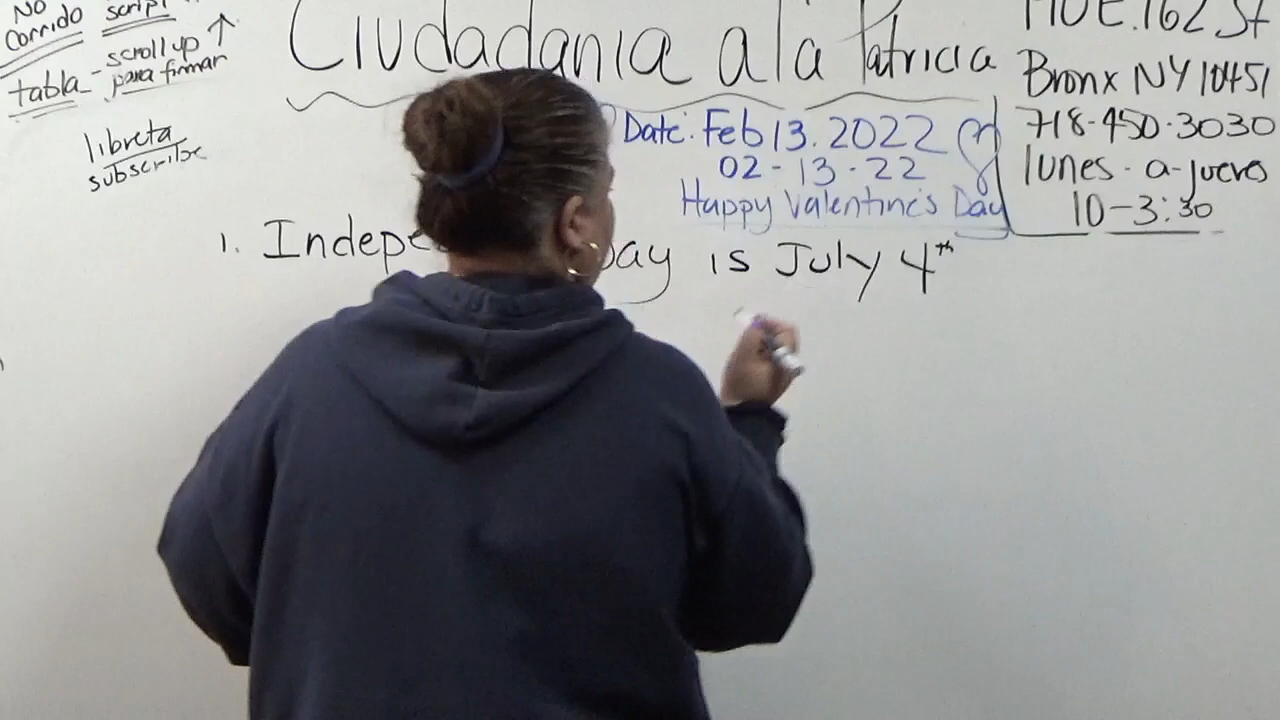 No
Corrido script
tabla - scroll up ↑
para firmar
libreta
subscribe
Ciudadania a la Patricia
Date: Feb 13. 2022
02-13-22
Happy Valentine's Day
E. 162 St
Bronx NY 10451
718-450-3030
lunes - a - jueves
10-3:30
1. Indepe Day is July 4th